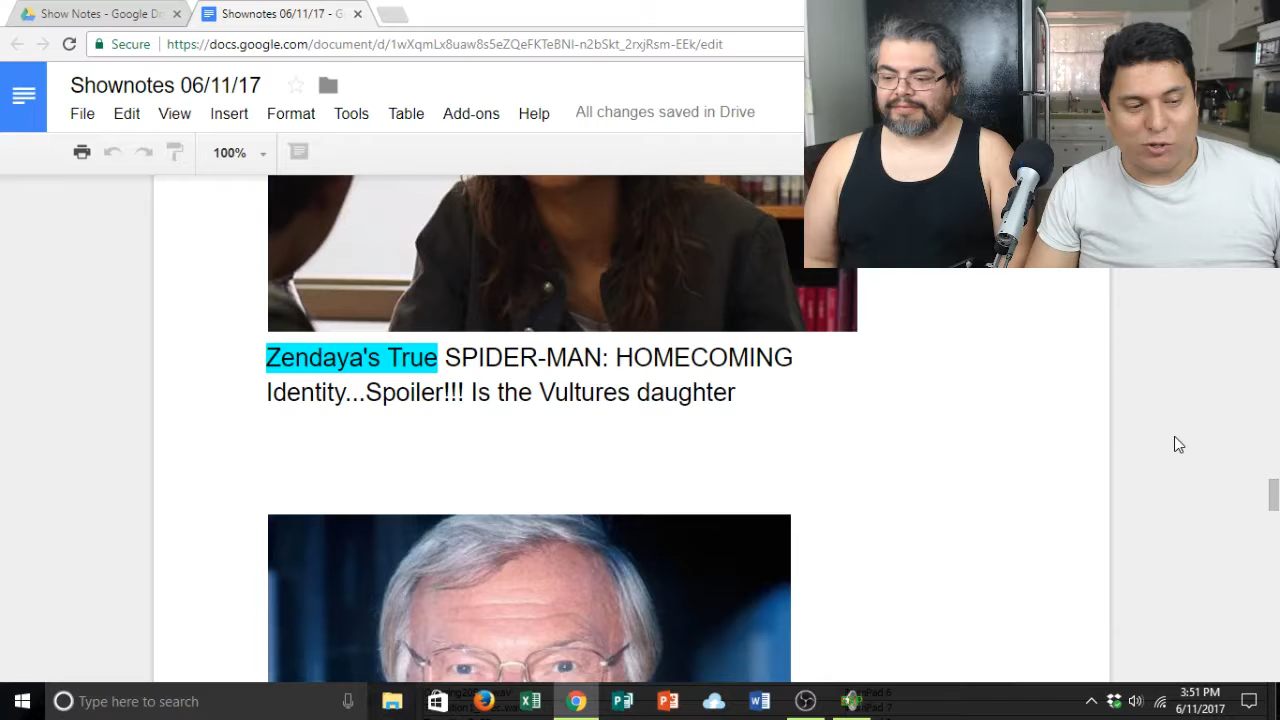 Show Notes - Google Dr
Shownotes 06/11/17 - G
Secure
https://docs.google.com/document/d/1wXqmLx8uaw8s5eZQeFKTeBNI-n2bSkt_2rxjRsm-EEk/edit
Shownotes 06/11/17
File Edit View Insert Format Tools Table Add-ons Help All changes saved in Drive
100%
Zendaya's True SPIDER-MAN: HOMECOMING
Identity...Spoiler!!! Is the Vultures daughter
Type here to search
3:51 PM
6/11/2017